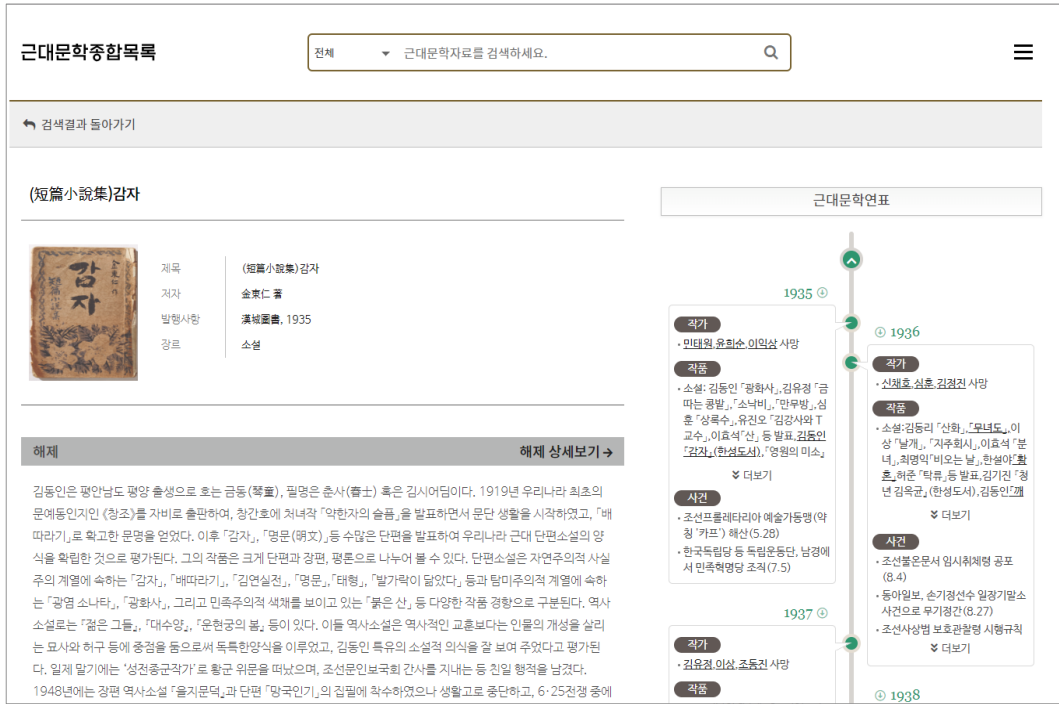 근대문학종합목록
전체
근대문학자료를 검색하세요.
검색결과 돌아가기
(短篇小說集)감자
감자
제목 (短篇小說集)감자
저자 金東仁 著
발행사항 漢城圖書, 1935
장르 소설
해제 해제 상세보기→
김동인은 평안남도 평양 출생으로 호는 금동(琴童), 필명은 춘사(春士) 혹은 김시어딤이다. 1919년 우리나라 최초의
문예동인지인 《창조》를 자비로 출판하여, 창간호에 처녀작 「약한자의 슬픔」을 발표하면서 문단 생활을 시작하였고, 「배
따라기」로 확고한 문명을 얻었다. 이후 「감자」, 「명문(明文)」등 수많은 단편을 발표하여 우리나라 근대 단편소설의 양
식을 확립한 것으로 평가된다. 그의 작품은 크게 단편과 장편, 평론으로 나누어 볼 수 있다. 단편소설은 자연주의적 사실
주의 계열에 속하는 「감자」, 「배따라기」, 「김연실전」, 「명문」, 「태형」, 「발가락이 닮았다」 등과 탐미주의적 계열에 속하
는 「광염 소나타」, 「광화사」, 그리고 민족주의적 색채를 보이고 있는 「붉은 산」 등 다양한 작품 경향으로 구분된다. 역사
소설로는 「젊은 그들」, 「대수양」, 「운현궁의 봄」 등이 있다. 이들 역사소설은 역사적인 교훈보다는 인물의 개성을 살리
는 묘사와 허구 등에 중점을 둠으로써 독특한양식을 이루었고, 김동인 특유의 소설적 의식을 잘 보여 주었다고 평가된
다. 일제 말기에는 '성전종군작가'로 황군 위문을 떠났으며, 조선문인보국회 간사를 지내는 등 친일 행적을 남겼다.
1948년에는 장편 역사소설 「을지문덕」과 단편 「망국인기」의 집필에 착수하였으나 생활고로 중단하고, 6·25전쟁 중에
근대문학연표
1935
작가
• 민태원,윤희순,이익상 사망
작품
• 소설: 김동인 「광화사」,김유정 「금
따는 콩밭」,「소낙비」,「만무방」,심
훈 「상록수」,유진오 「김강사와 T
교수」,이효석「산」 등 발표,김동인
「감자」(한성도서),「영원의 미소」
더보기
사건
• 조선프롤레타리아 예술가동맹(약
칭 '카프') 해산(5.28)
• 한국독립당 등 독립운동단, 남경에
서 민족혁명당 조직(7.5)
1936
작가
• 신채호,심훈,김정진 사망
작품
• 소설:김동리 「산화」,「무녀도」,이
상 「날개」, 「지주회시」,이효석 「분
녀」,최명익「비오는 날」,한설야「황
혼」,허준 「탁류」등 발표,김기진 「청
년 김옥균」(한성도서),김동인「깨
더보기
사건
• 조선불온문서 임시취체령 공포
(8.4)
• 동아일보, 손기정선수 일장기말소
사건으로 무기정간(8.27)
• 조선사상범 보호관찰령 시행규칙
더보기
1937
작가
• 김유정,이상,조동진 사망
작품
1938